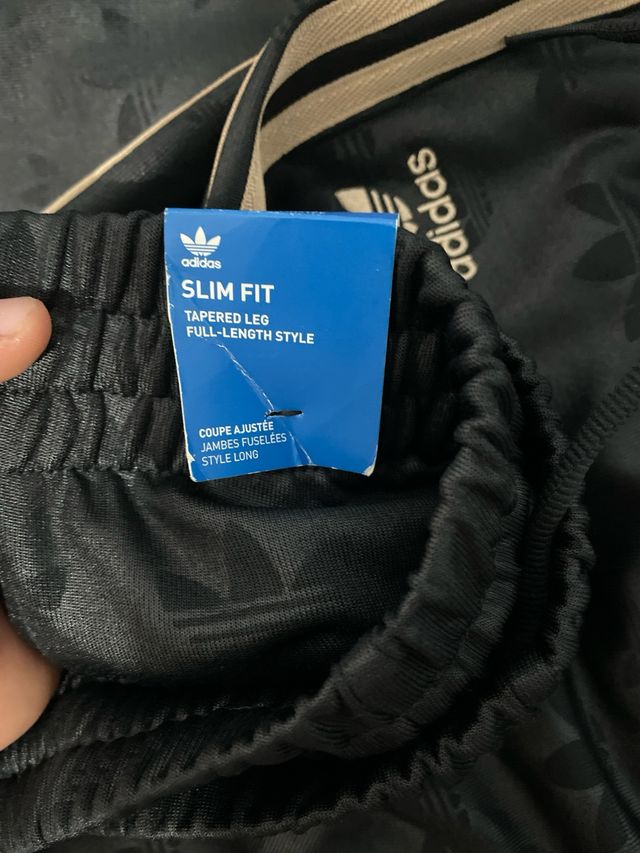 adidas
adidas
SLIM FIT
TAPERED LEG
FULL-LENGTH STYLE
COUPE AJUSTÉE
JAMBES FUSELÉES
STYLE LONG